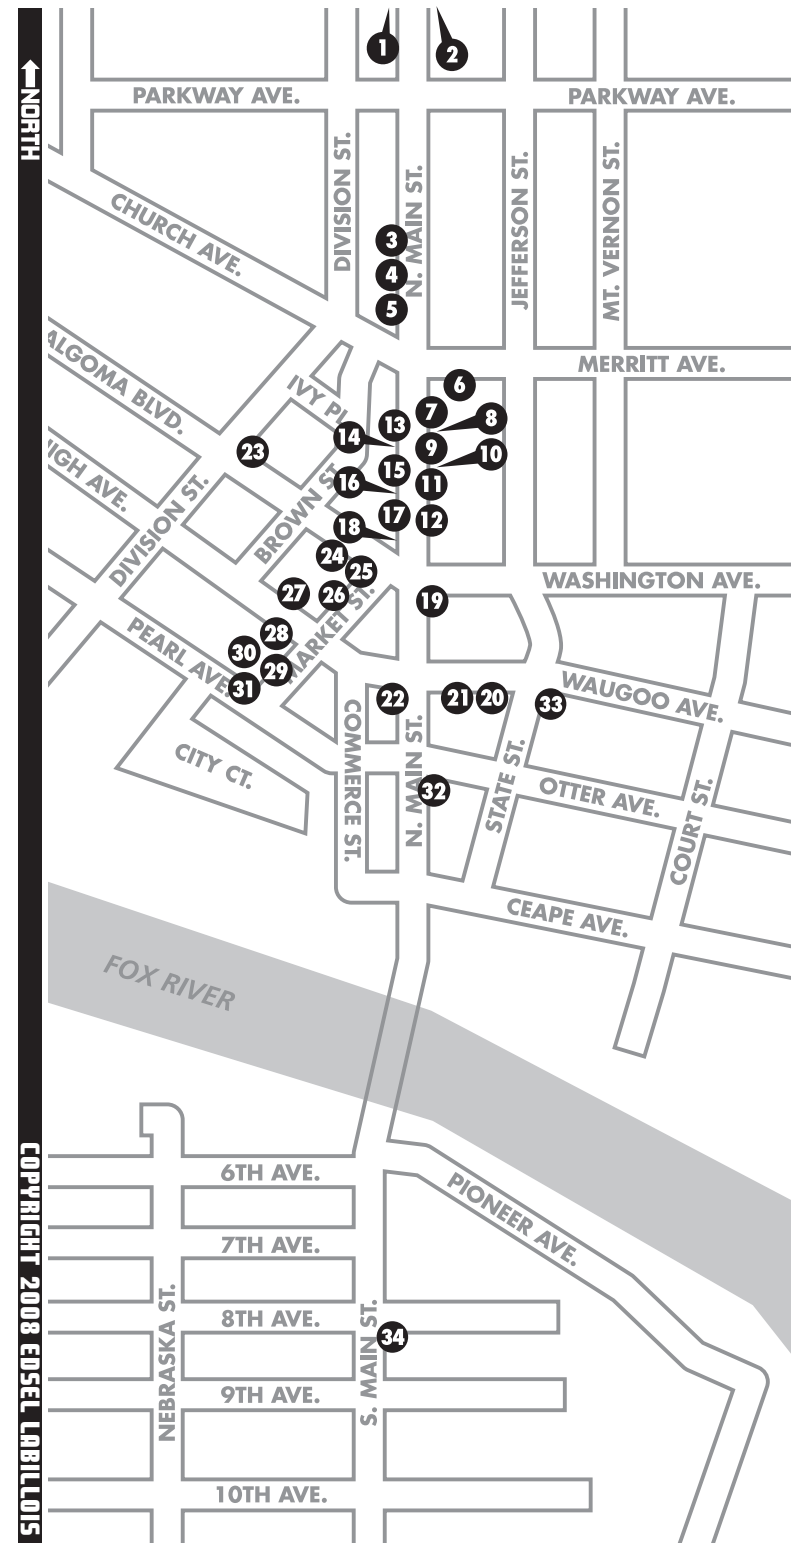 NORTH
1
2
PARKWAY AVE.
PARKWAY AVE.
DIVISION ST.
N. MAIN ST.
JEFFERSON ST.
MT. VERNON ST.
CHURCH AVE.
3
4
5
MERRITT AVE.
ALGOMA BLVD.
IVY PL
6
7
8
13
14
9
10
23
15
16
11
HIGH AVE.
DIVISION ST.
BROWN ST.
17
12
18
24
25
WASHINGTON AVE.
27
26
19
MARKET ST.
28
PEARL AVE.
30
29
31
22
21
20
33
WAUGOO AVE.
COMMERCE ST.
N. MAIN ST.
STATE ST.
CITY CT.
32
OTTER AVE.
COURT ST.
CEAPE AVE.
FOX RIVER
6TH AVE.
PIONEER AVE.
7TH AVE.
NEBRASKA ST.
8TH AVE.
S. MAIN ST.
34
9TH AVE.
10TH AVE.
COPYRIGHT 2008 EDSEL LABILLOIS